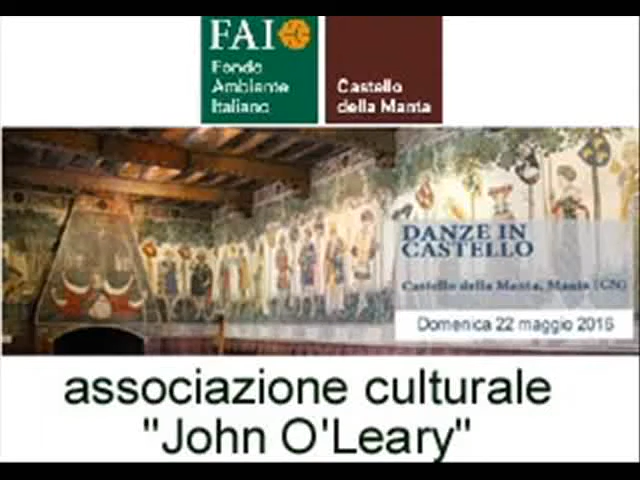 FAI
Fondo
Ambiente
Italiano
Castello
della Manta
DANZE IN
CASTELLO
Castello della Manta, Manta (CN)
Domenica 22 maggio 2016
associazione culturale
"John O'Leary"